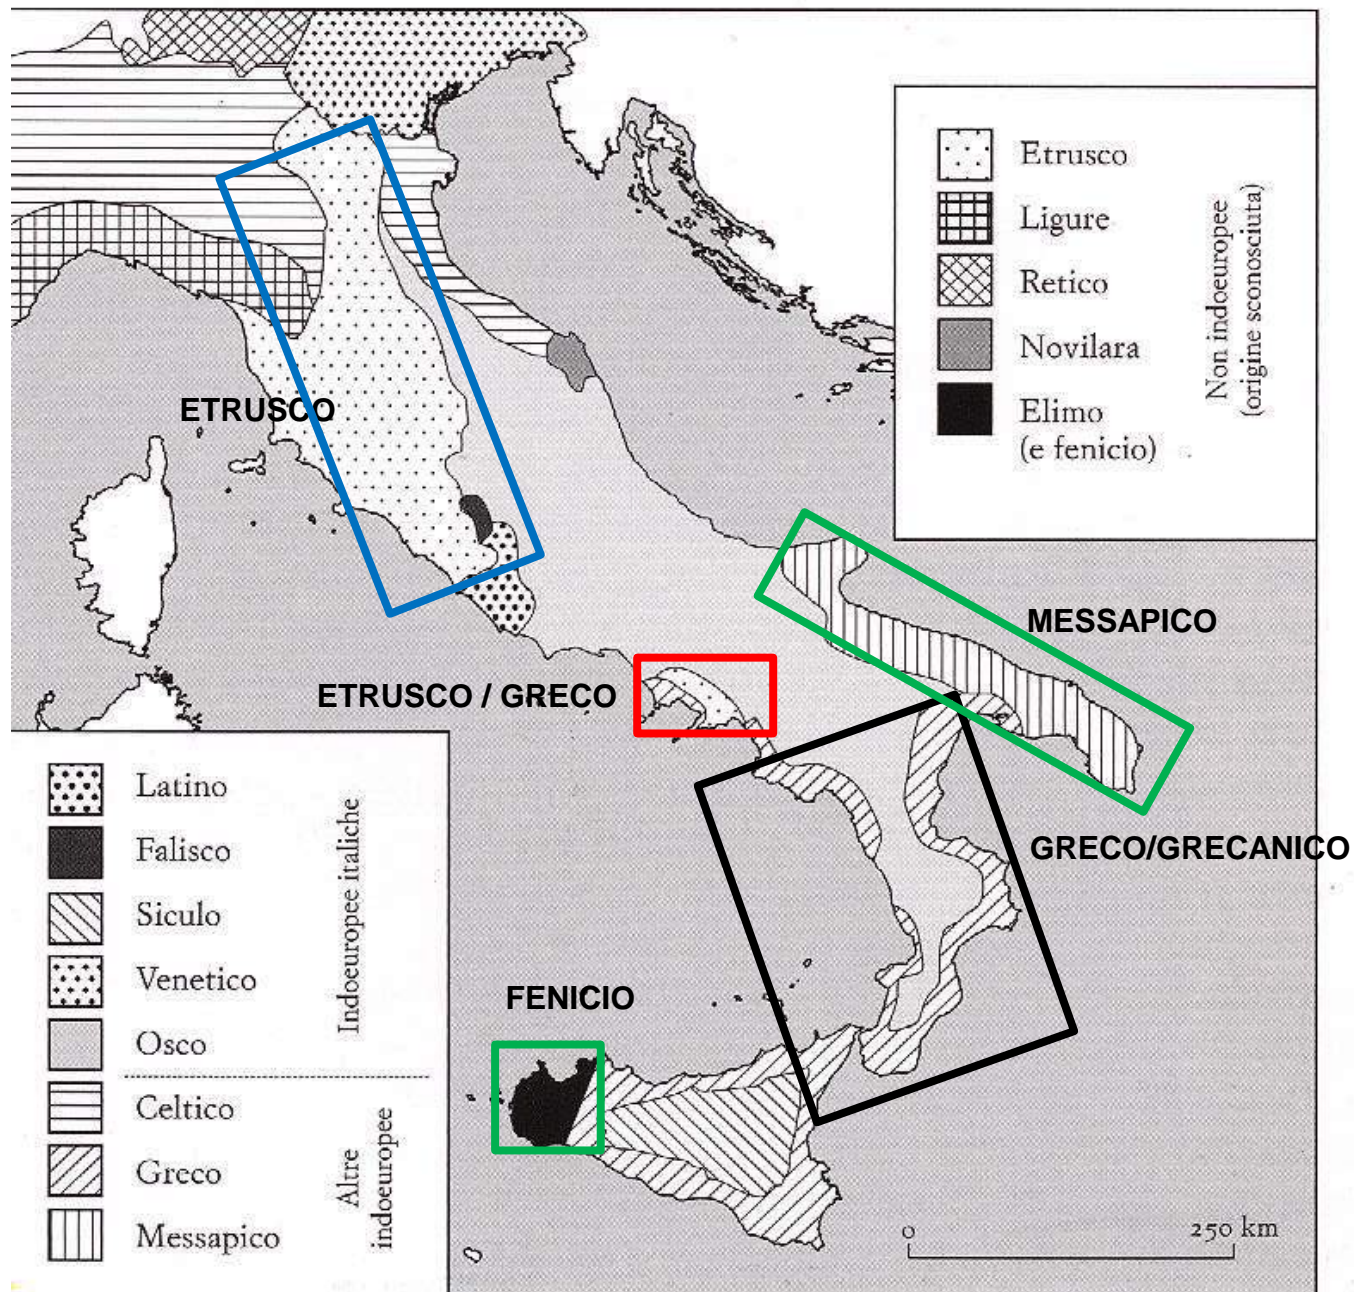 Etrusco
Ligure
Retico
Novilara
Elimo
(e fenicio)
Non indoeuropee
(origine sconosciuta)
ETRUSCO
MESSAPICO
ETRUSCO / GRECO
GRECO/GRECANICO
FENICIO
Latino
Falisco
Siculo
Venetico
Osco
Indoeuropee italiche
Celtico
Greco
Messapico
Altre
indoeuropee
0 250 km